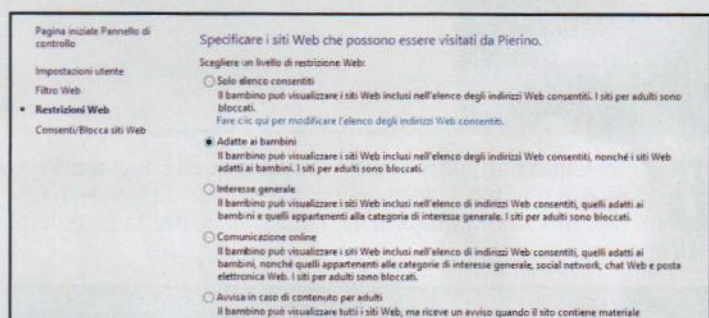 Pagina iniziale Pannello di
controllo
Impostazioni utente
Filtro Web
• Restrizioni Web
Consenti/Blocca siti Web
Specificare i siti Web che possono essere visitati da Pierino.
Scegliere un livello di restrizione Web:
Solo elenco consentiti
Il bambino può visualizzare i siti Web inclusi nell'elenco degli indirizzi Web consentiti. I siti per adulti sono
bloccati.
Fare clic qui per modificare l'elenco degli indirizzi Web consentiti.
Adatte ai bambini
Il bambino può visualizzare i siti Web inclusi nell'elenco degli indirizzi Web consentiti, nonché i siti Web
adatti ai bambini. I siti per adulti sono bloccati.
Interesse generale
Il bambino può visualizzare i siti Web inclusi nell'elenco di indirizzi Web consentiti, quelli adatti ai
bambini e quelli appartenenti alla categoria di interesse generale. I siti per adulti sono bloccati.
Comunicazione online
Il bambino può visualizzare i siti Web inclusi nell'elenco di indirizzi Web consentiti, quelli adatti ai
bambini, nonché quelli appartenenti alle categorie di interesse generale, social network, chat Web e posta
elettronica Web. I siti per adulti sono bloccati.
Avvisa in caso di contenuto per adulti
Il bambino può visualizzare tutti i siti Web, ma riceve un avviso quando il sito contiene materiale